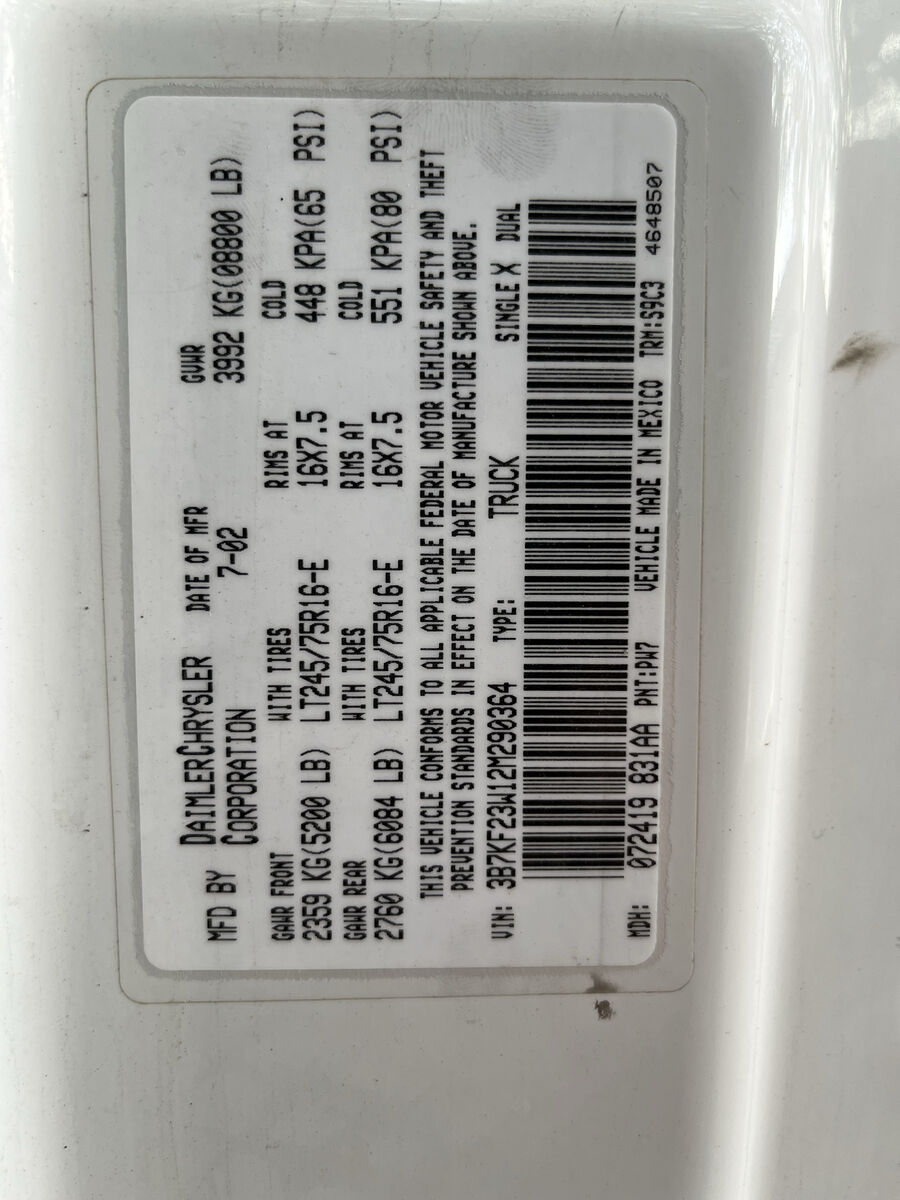 MFD BY DAIMLERCHRYSLER CORPORATION
DATE OF MFR 7-02
GVWR 3992 KG(08800 LB)
GAWR FRONT WITH TIRES RIMS AT COLD
2359 KG(5200 LB) LT245/75R16-E 16X7.5 448 KPA(65 PSI)
GAWR REAR WITH TIRES RIMS AT COLD
2760 KG(6084 LB) LT245/75R16-E 16X7.5 551 KPA(80 PSI)
THIS VEHICLE CONFORMS TO ALL APPLICABLE FEDERAL MOTOR VEHICLE SAFETY AND THEFT
PREVENTION STANDARDS IN EFFECT ON THE DATE OF MANUFACTURE SHOWN ABOVE.
VIN: 3B7KF23W12M290364 TYPE: TRUCK SINGLE X DUAL
MDH: 072419 831AA PNT:PW7 VEHICLE MADE IN MEXICO TRM:S9C3 4648507